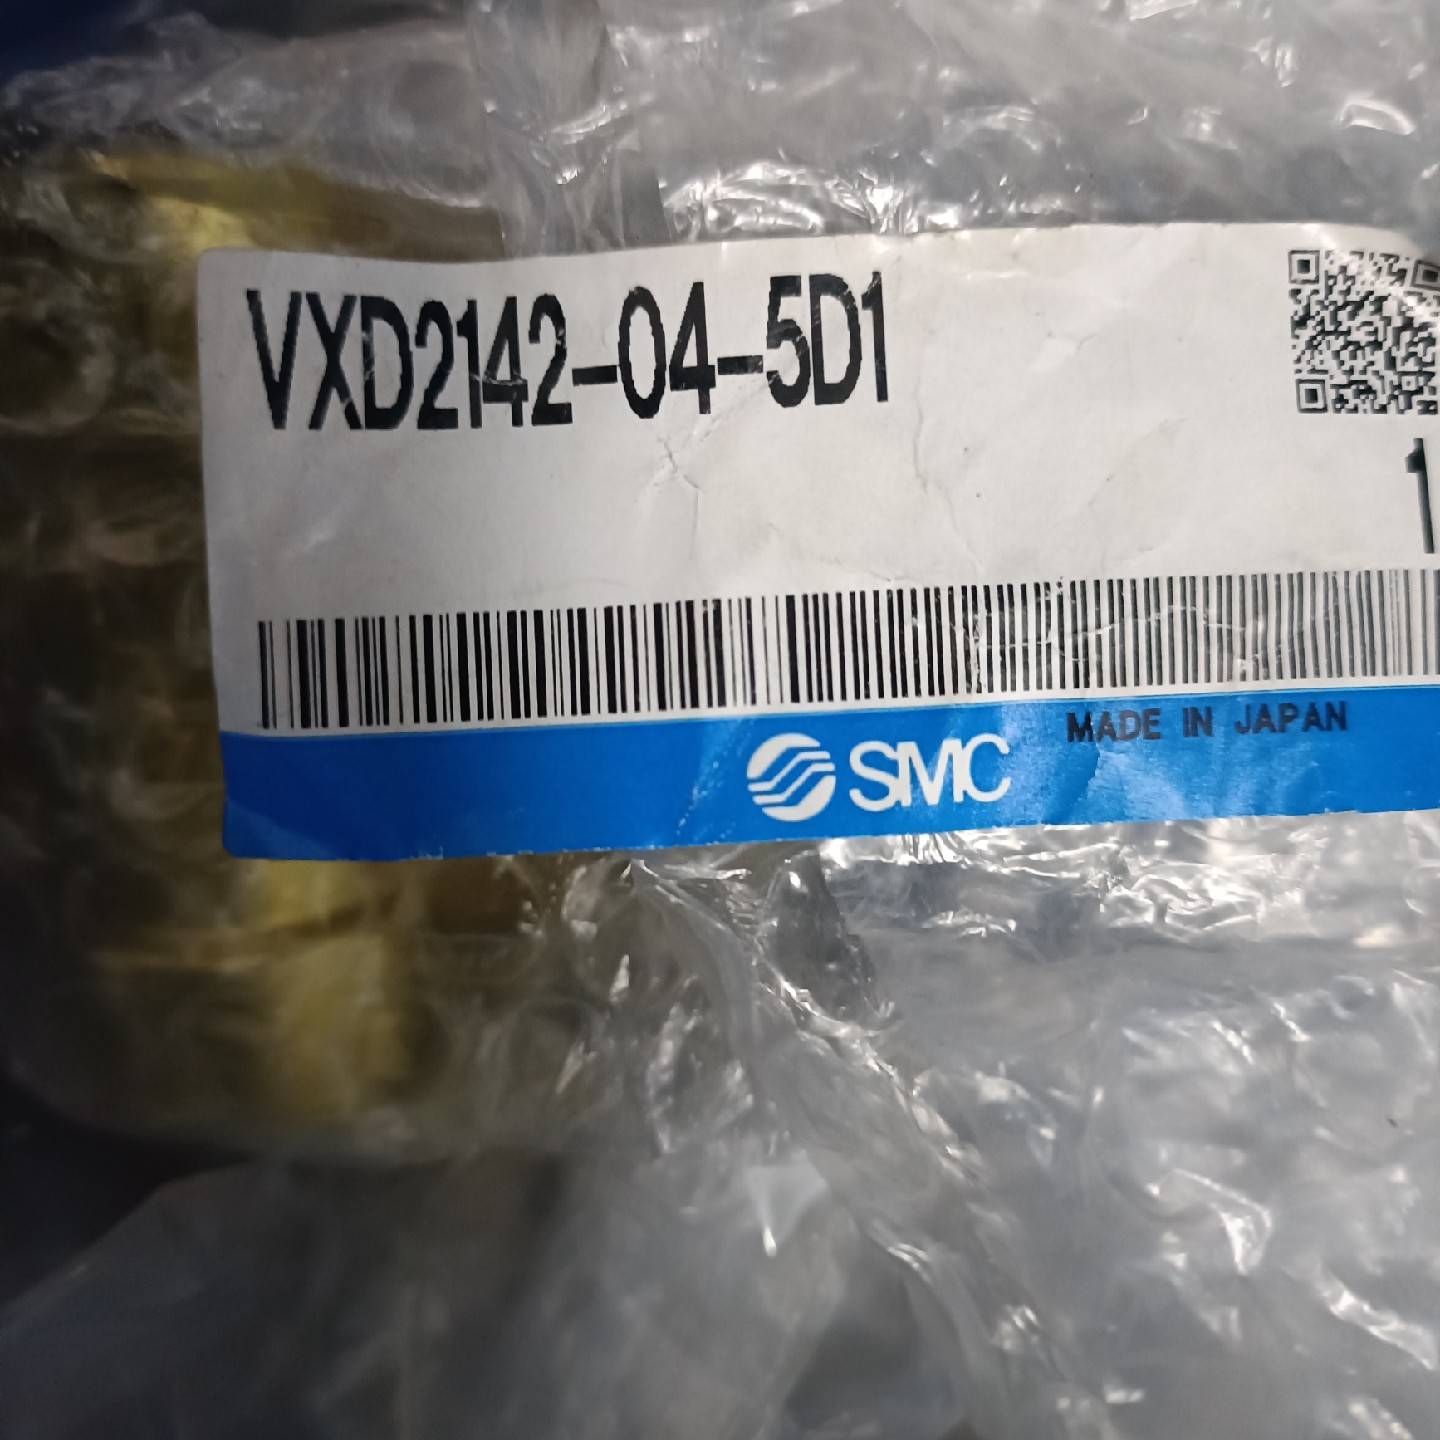 VXD2142-04-5D1
1
MADE IN JAPAN
SMC